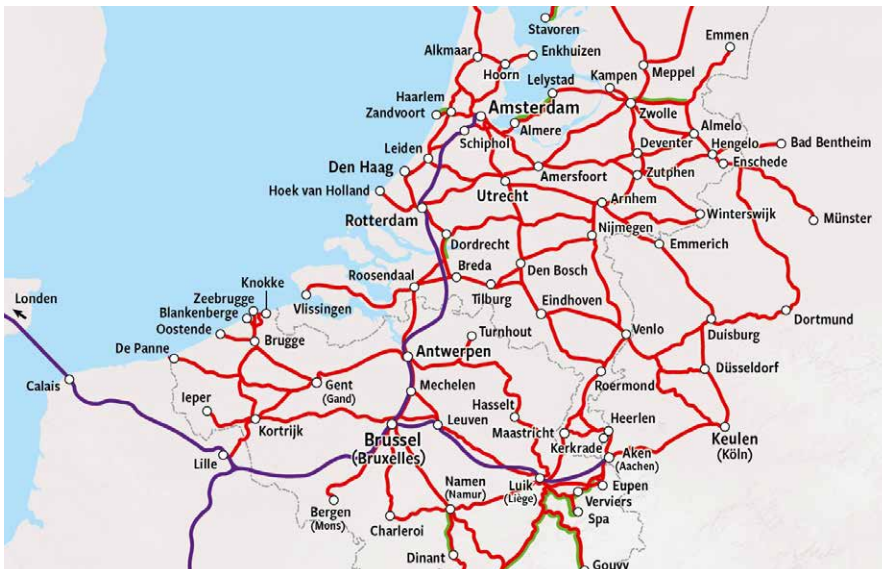 Stavoren
Emmen
Alkmaar
Enkhuizen
Hoorn
Lelystad
Kampen
Meppel
Haarlem
Zandvoort
Amsterdam
Zwolle
Almere
Schiphol
Almelo
Leiden
Deventer
Hengelo
Bad Bentheim
Enschede
Den Haag
Amersfoort
Zutphen
Hoek van Holland
Utrecht
Arnhem
Rotterdam
Winterswijk
Münster
Dordrecht
Nijmegen
Emmerich
Roosendaal
Breda
Den Bosch
Knokke
Zeebrugge
Londen
Blankenberge
Vlissingen
Tilburg
Eindhoven
Oostende
Venlo
Duisburg
Dortmund
Brugge
Turnhout
De Panne
Antwerpen
Düsseldorf
Calais
Gent
(Gand)
Mechelen
Roermond
Ieper
Hasselt
Leuven
Heerlen
Kortrijk
Maastricht
Brussel
(Bruxelles)
Kerkrade
Keulen
(Köln)
Aken
(Aachen)
Lille
Namen
(Namur)
Luik
(Liège)
Eupen
Verviers
Bergen
(Mons)
Charleroi
Spa
Dinant
Gouvy